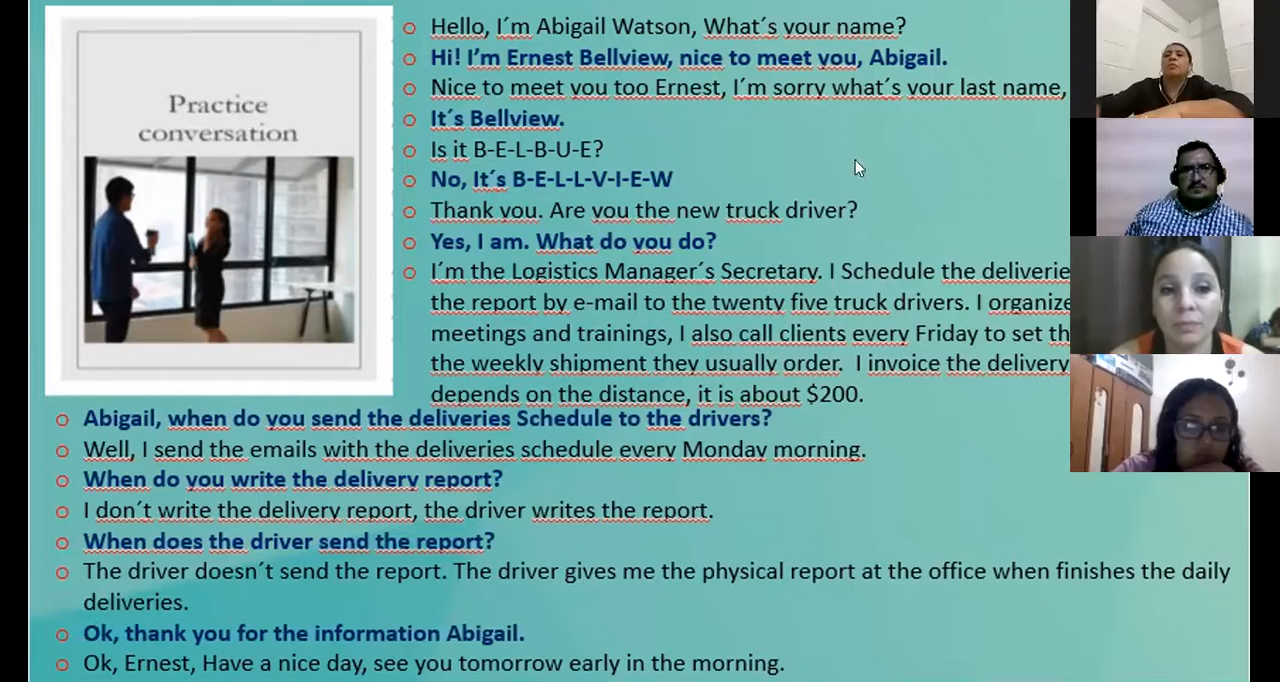 Practice
conversation
Hello, I´m Abigail Watson, What´s your name?
Hi! I’m Ernest Bellview, nice to meet you, Abigail.
Nice to meet you too Ernest, I´m sorry what´s your last name,
It´s Bellview.
Is it B-E-L-B-U-E?
No, It´s B-E-L-L-V-I-E-W
Thank you. Are you the new truck driver?
Yes, I am. What do you do?
I´m the Logistics Manager´s Secretary. I Schedule the
the report by e-mail to the twenty five truck drivers. I
meetings and trainings, I also call clients every Friday to set
the weekly shipment they usually order. I invoice the delivery
depends on the distance, it is about $200.
Abigail, when do you send the deliveries Schedule to the drivers?
Well, I send the emails with the deliveries schedule every Monday morning.
When do you write the delivery report?
I don´t write the delivery report, the driver writes the report.
When does the driver send the report?
The driver doesn´t send the report. The driver gives me the physical report at the office when finishes the daily
deliveries.
Ok, thank you for the information Abigail.
Ok, Ernest, Have a nice day, see you tomorrow early in the morning.